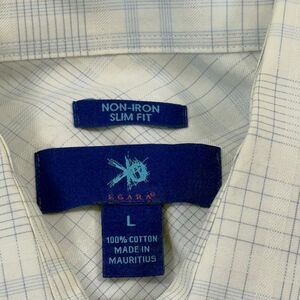 NON-IRON
SLIM FIT
EGARA®
L
100% COTTON
MADE IN
MAURITIUS